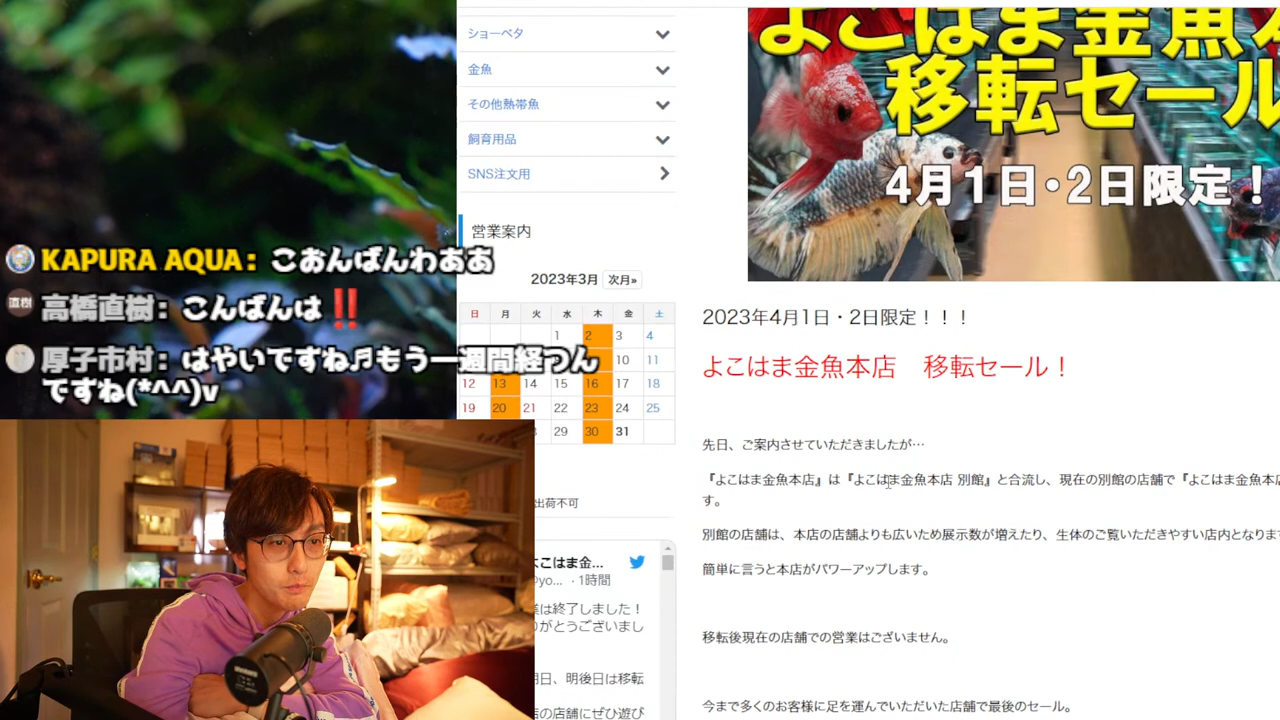 KAPURA AQUA: こぉんばんわああ
高橋直樹: こんばんは‼
厚子市村: はやいですね♬もう一週間経つん
ですね(*^^)v
ショーベタ
金魚
その他熱帯魚
飼育用品
SNS注文用
営業案内
2023年3月 次月»
日 月 火 水 木 金 土
1 2 3 4
10 11
12 13 14 15 16 17 18
19 20 21 22 23 24 25
29 30 31
出荷不可
よこはま金...
@yo... · 1時間
業は終了しました！
りがとうございまし
月日、明後日は移転
店の店舗にぜひ遊び
よこはま金魚本
移転セール
4月1日・2日限定！
2023年4月1日・2日限定！！！
よこはま金魚本店 移転セール！
先日、ご案内させていただきましたが…
『よこはま金魚本店』は『よこはま金魚本店 別館』と合流し、現在の別館の店舗で『よこはま金魚本店
す。
別館の店舗は、本店の店舗よりも広いため展示数が増えたり、生体のご覧いただきやすい店内となります
簡単に言うと本店がパワーアップします。
移転後現在の店舗での営業はございません。
今まで多くのお客様に足を運んでいただいた店舗で最後のセール。